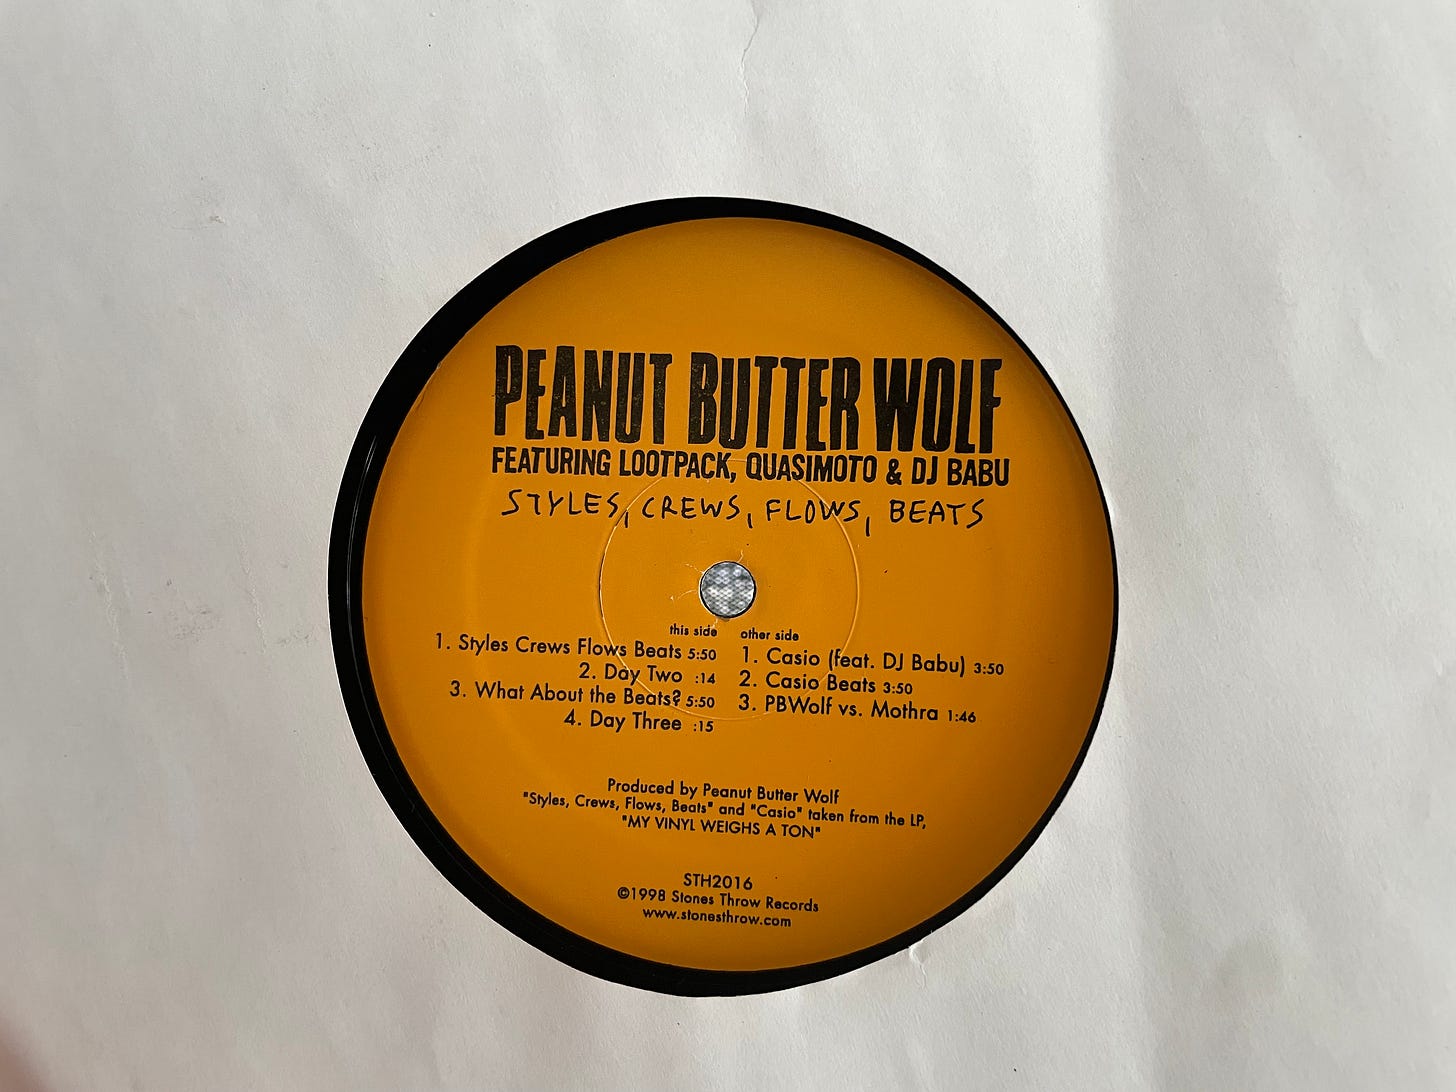 PEANUT BUTTER WOLF
FEATURING LOOTPACK, QUASIMOTO & DJ BABU
STYLES, CREWS, FLOWS, BEATS
this side
1. Styles Crews Flows Beats 5:50
2. Day Two :14
3. What About the Beats? 5:50
4. Day Three :15
other side
1. Casio (feat. DJ Babu) 3:50
2. Casio Beats 3:50
3. PBWolf vs. Mothra 1:46
Produced by Peanut Butter Wolf
"Styles, Crews, Flows, Beats" and "Casio" taken from the LP,
"MY VINYL WEIGHS A TON"
STH2016
©1998 Stones Throw Records
www.stonesthrow.com